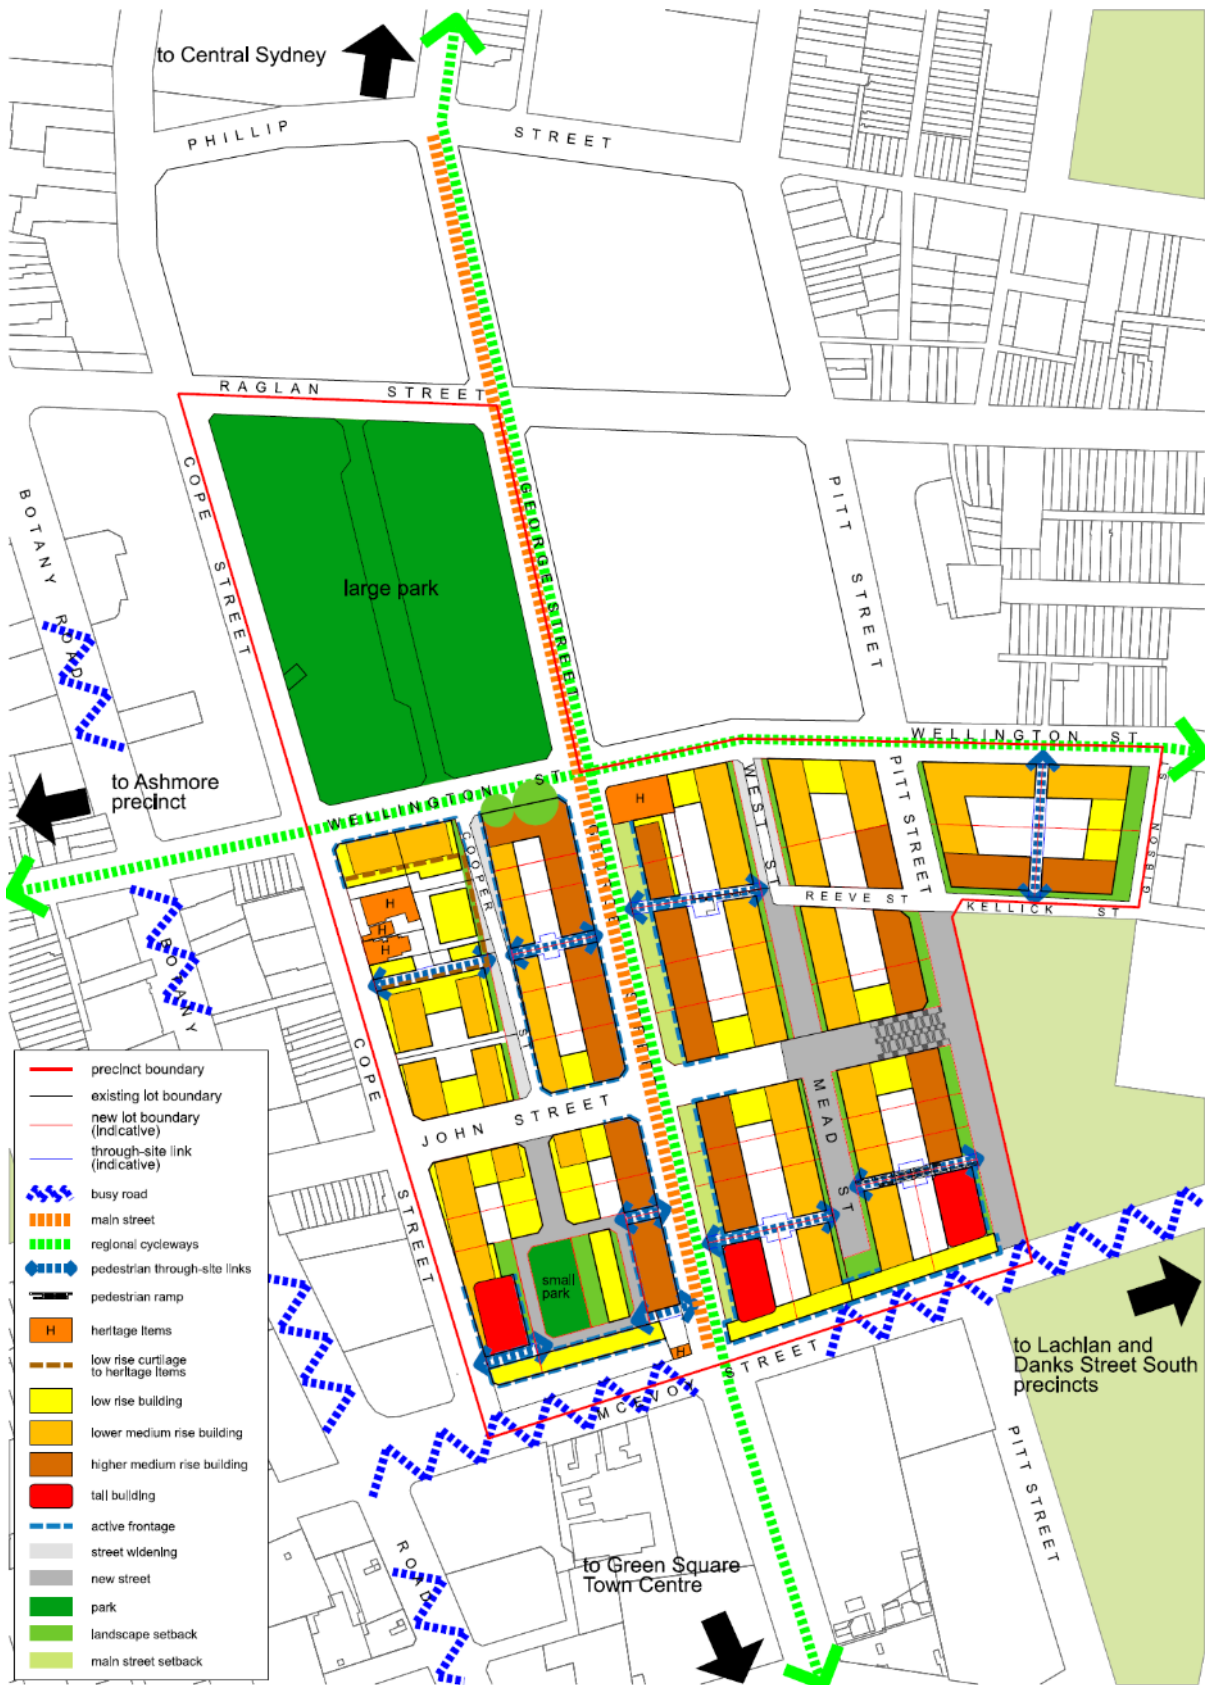 to Central Sydney
PHILLIP STREET
RAGLAN STREET
COPE STREET
BOTANY ROAD
GEORGE STREET
PITT STREET
large park
WELLINGTON ST
WELLINGTON ST
to Ashmore
precinct
H
WEST ST
PITT STREET
GIBSON ST
COOPER ST
GEORGE STREET
REEVE ST
KELLICK ST
H
H
H
BOTANY ROAD
COPE STREET
JOHN STREET
MEAD ST
small
park
H
MCEVOY STREET
to Lachlan and
Danks Street South
precincts
PITT STREET
to Green Square
Town Centre
precinct boundary
existing lot boundary
new lot boundary
(indicative)
through-site link
(indicative)
busy road
main street
regional cycleways
pedestrian through-site links
pedestrian ramp
H
heritage items
low rise curtilage
to heritage items
low rise building
lower medium rise building
higher medium rise building
tall building
active frontage
street widening
new street
park
landscape setback
main street setback